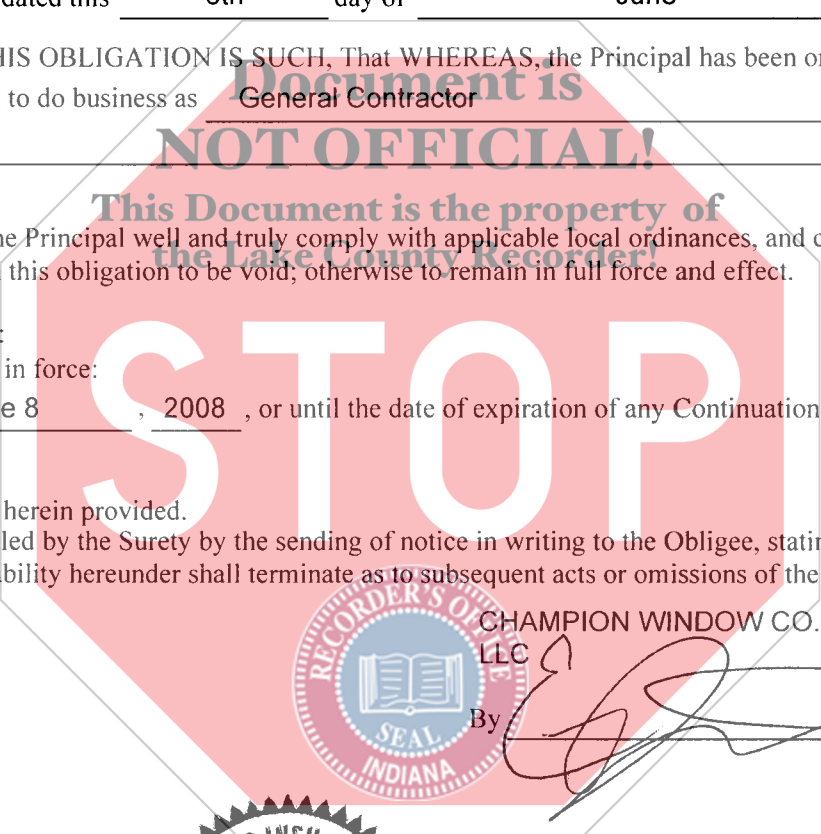 dated this 8th day of June
HIS OBLIGATION IS SUCH, That WHEREAS, the Principal has been
to do business as General Contractor
Document is
NOT OFFICIAL!
This Document is the property of
the Lake County Recorder!
he Principal well and truly comply with applicable local ordinances, and
this obligation to be void; otherwise to remain in full force and effect.
:
in force:
e 8 , 2008 , or until the date of expiration of any Continuation
STOP
herein provided.
led by the Surety by the sending of notice in writing to the Obligee, statin
bility hereunder shall terminate as to subsequent acts or omissions of the
CHAMPION WINDOW CO.
LLC
By
RECORDER'S OFFICE
SEAL
INDIANA